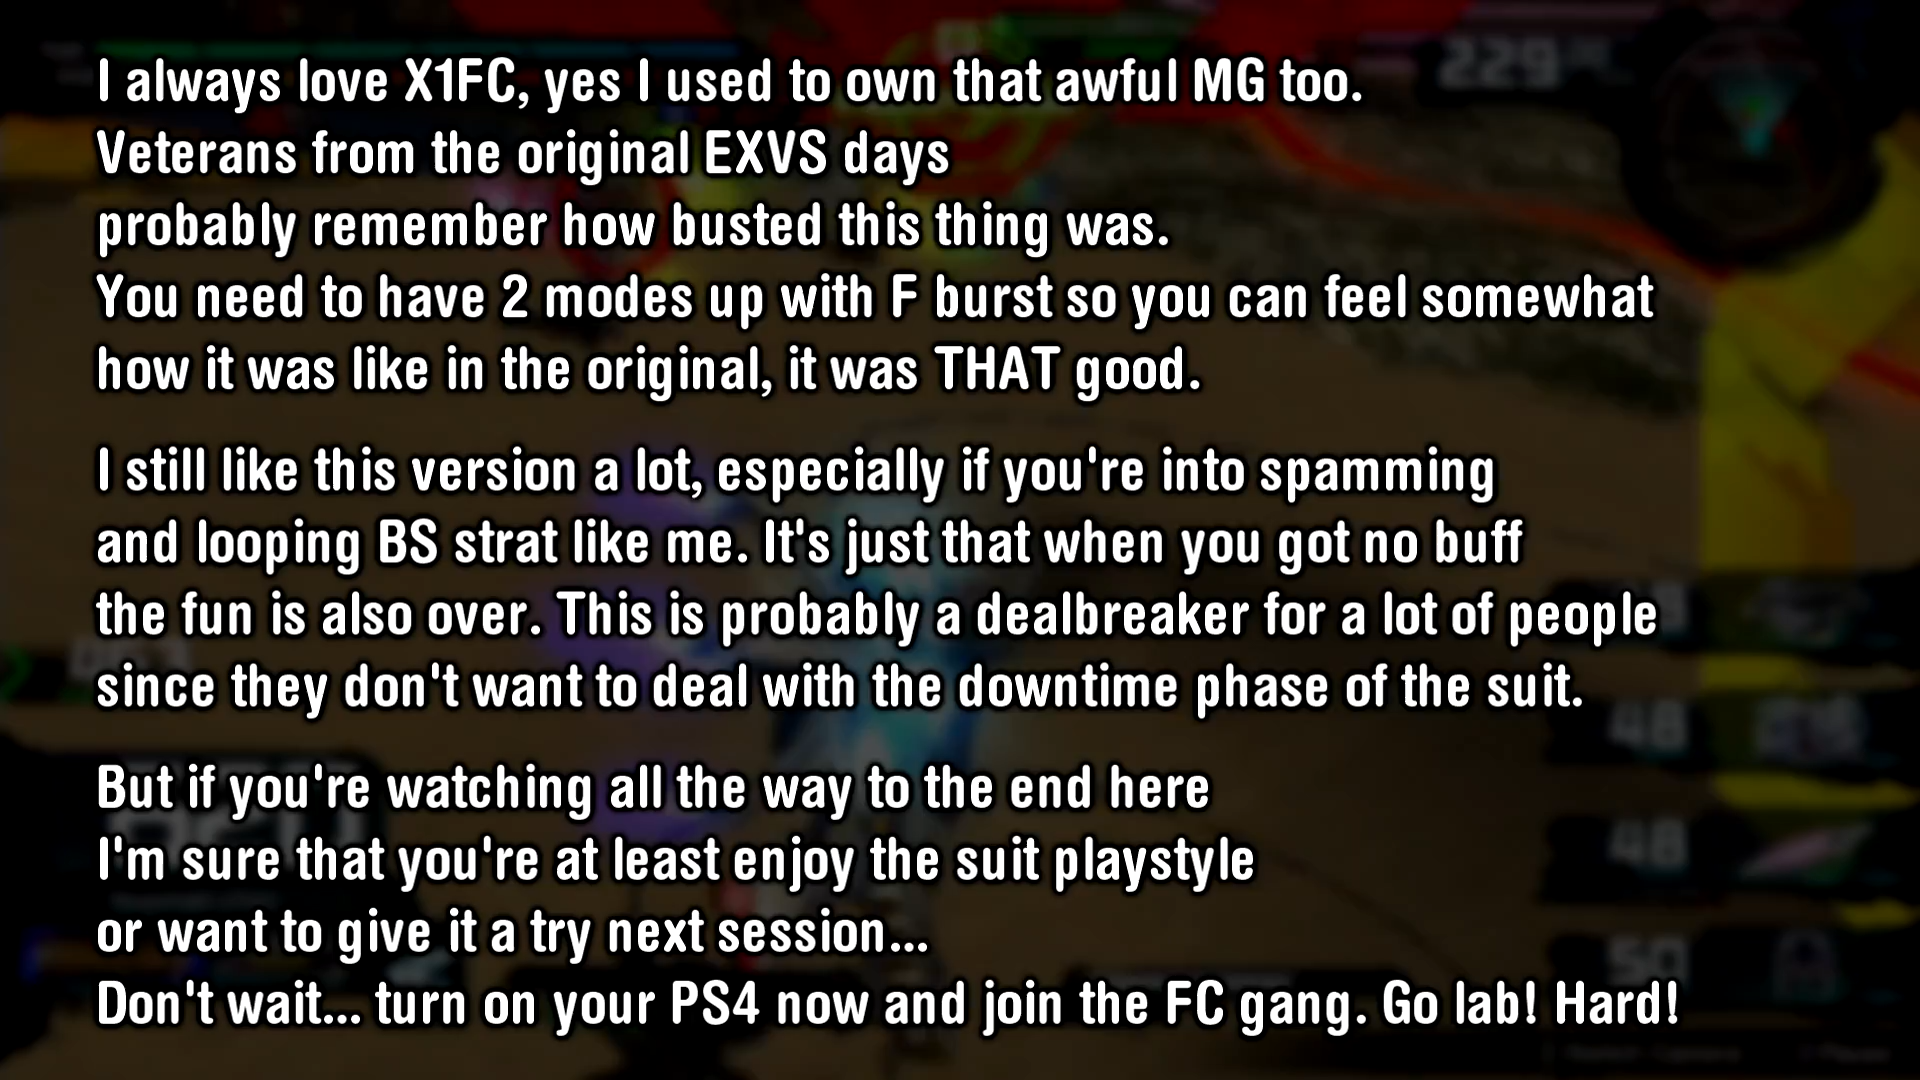 I always love X1FC, yes I used to own that awful MG too.
Veterans from the original EXVS days
probably remember how busted this thing was.
You need to have 2 modes up with F burst so you can feel somewhat
how it was like in the original, it was THAT good.
I still like this version a lot, especially if you're into spamming
and looping BS strat like me. It's just that when you got no buff
the fun is also over. This is probably a dealbreaker for a lot of people
since they don't want to deal with the downtime phase of the suit.
But if you're watching all the way to the end here
I'm sure that you're at least enjoy the suit playstyle
or want to give it a try next session...
Don't wait... turn on your PS4 now and join the FC gang. Go lab! Hard!
229
48
48
50